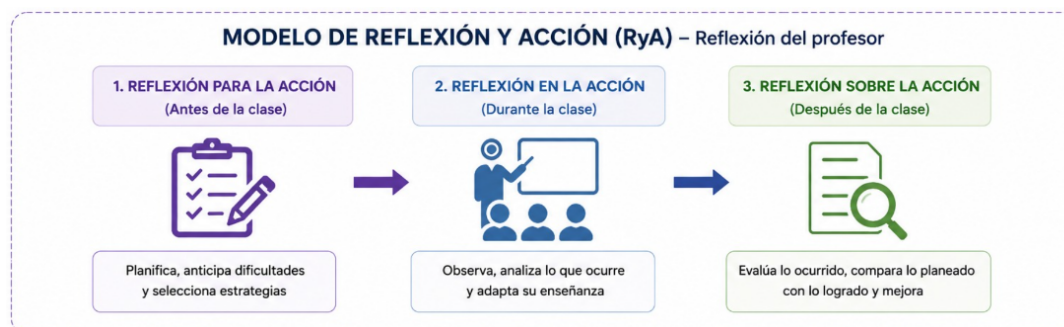 MODELO DE REFLEXIÓN Y ACCIÓN (RyA) – Reflexión del profesor
1. REFLEXIÓN PARA LA ACCIÓN
(Antes de la clase)
2. REFLEXIÓN EN LA ACCIÓN
(Durante la clase)
3. REFLEXIÓN SOBRE LA ACCIÓN
(Después de la clase)
Planifica, anticipa dificultades
y selecciona estrategias
Observa, analiza lo que ocurre
y adapta su enseñanza
Evalúa lo ocurrido, compara lo planeado
con lo logrado y mejora